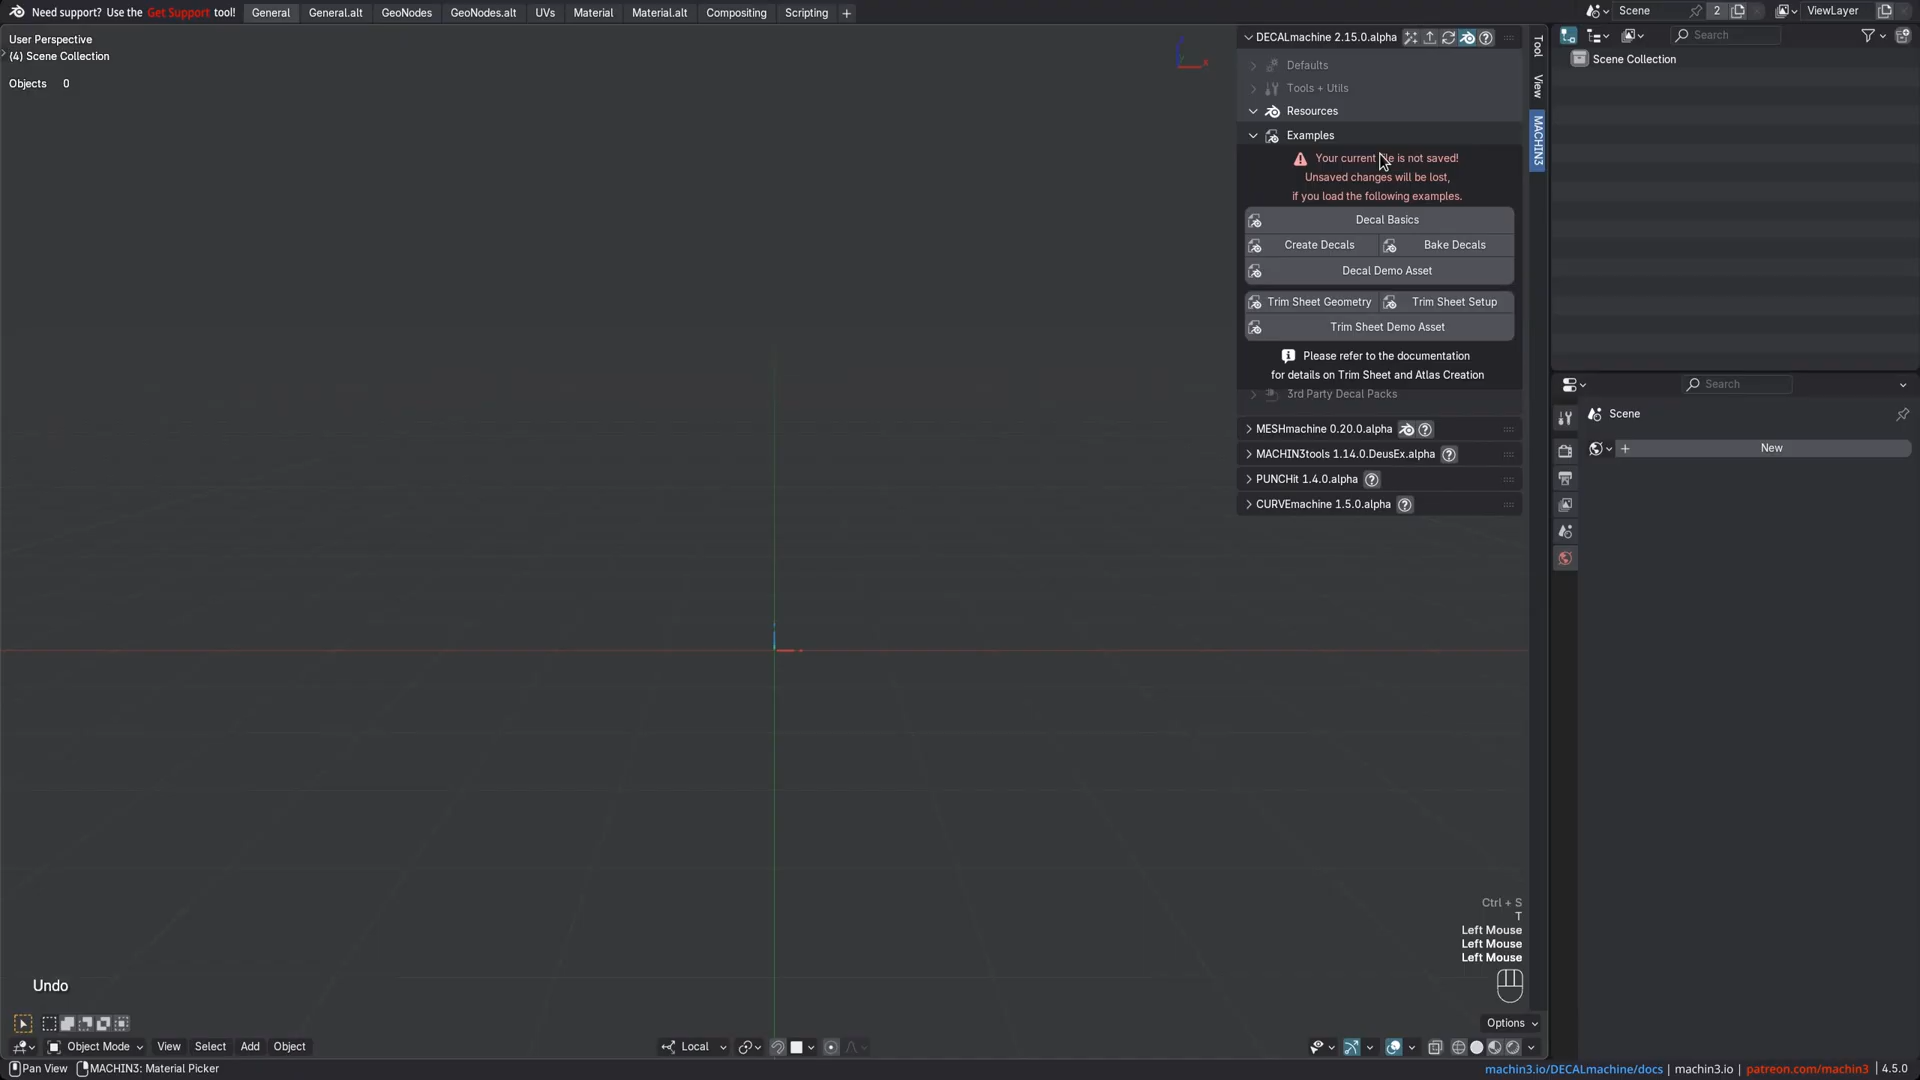 Need support? Use the Get Support tool!
General
General.alt
GeoNodes
GeoNodes.alt
UVs
Material
Material.alt
Compositing
Scripting
Scene
2
ViewLayer
User Perspective
(4) Scene Collection
Objects 0
DECALmachine 2.15.0.alpha
Defaults
Tools + Utils
Resources
Examples
Your current file is not saved!
Unsaved changes will be lost,
if you load the following examples.
Decal Basics
Create Decals
Bake Decals
Decal Demo Asset
Trim Sheet Geometry
Trim Sheet Setup
Trim Sheet Demo Asset
Please refer to the documentation
for details on Trim Sheet and Atlas Creation
3rd Party Decal Packs
MESHmachine 0.20.0.alpha
MACHIN3tools 1.14.0.DeusEx.alpha
PUNCHit 1.4.0.alpha
CURVEmachine 1.5.0.alpha
Tool
View
MACHIN3
Search
Scene Collection
Search
Scene
New
Ctrl + S
T
Left Mouse
Left Mouse
Left Mouse
Undo
Options
Object Mode
View
Select
Add
Object
Local
Pan View
MACHIN3: Material Picker
machin3.io/DECALmachine/docs | machin3.io | patreon.com/machin3 | 4.5.0